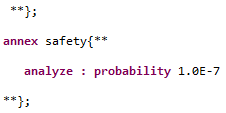 **};
annex safety{**
analyze : probability 1.0E-7
**};